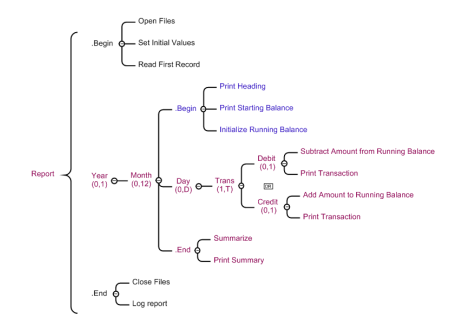 Open Files
.Begin
Set Initial Values
Read First Record
Print Heading
.Begin
Print Starting Balance
Initialize Running Balance
Report
Year
(0,1)
Month
(0,12)
Day
(0,D)
Trans
(1,T)
Debit
(0,1)
Subtract Amount from Running Balance
Print Transaction
OR
Credit
(0,1)
Add Amount to Running Balance
Print Transaction
.End
Summarize
Print Summary
.End
Close Files
Log report